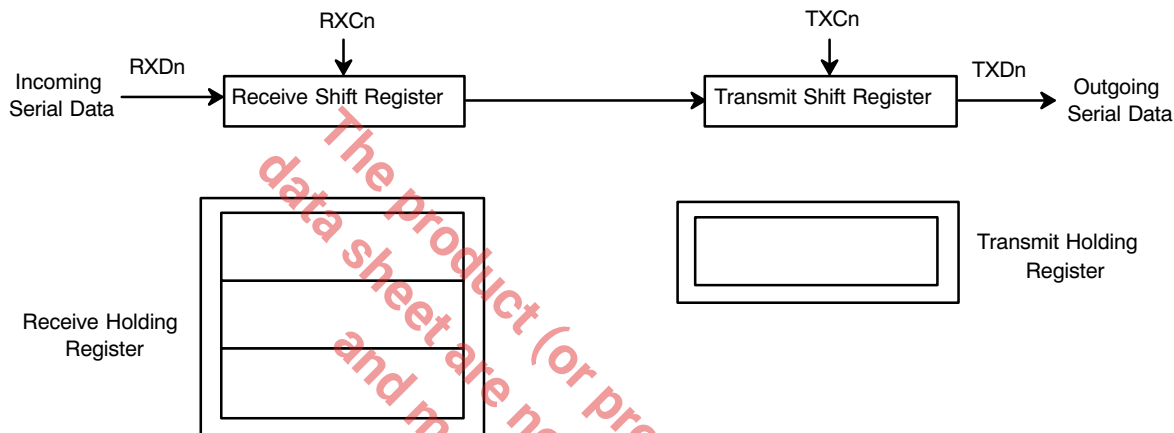 RXCn
TXCn
Incoming
Serial Data
RXDn
Receive Shift Register
Transmit Shift Register
TXDn
Outgoing
Serial Data
Receive Holding
Register
Transmit Holding
Register
The product (or pro
data sheet are no
and m